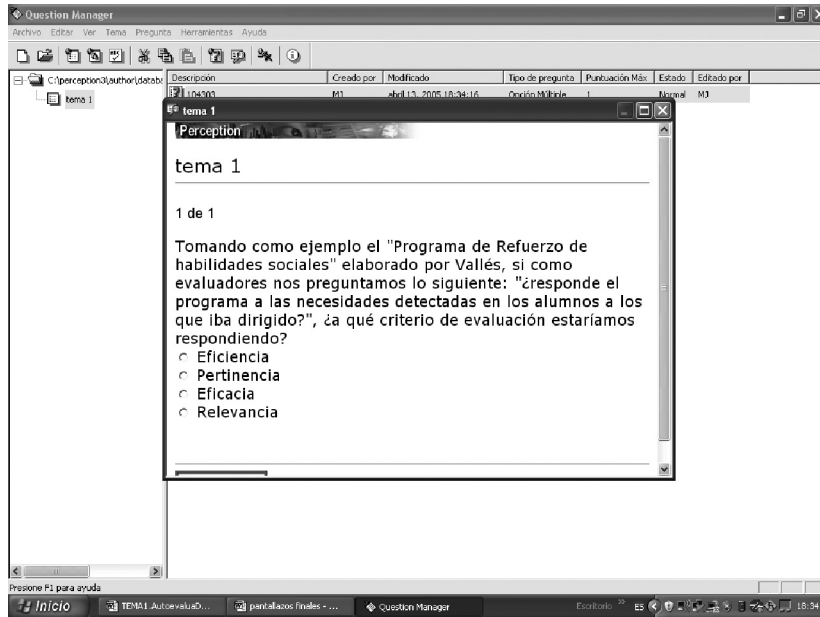 Question Manager
Archivo Editar Ver Tema Pregunta Herramientas Ayuda
C:\perception3\author\databa
tema 1
Descripción Creado por Modificado Tipo de pregunta Puntuación Máx Estado Editado por
104303 MJ abril 13, 2005 18:34:16 Opción Múltiple 1 Normal MJ
tema 1
Perception
tema 1
1 de 1
Tomando como ejemplo el "Programa de Refuerzo de
habilidades sociales" elaborado por Vallés, si como
evaluadores nos preguntamos lo siguiente: "¿responde el
programa a las necesidades detectadas en los alumnos a los
que iba dirigido?", ¿a qué criterio de evaluación estaríamos
respondiendo?
Eficiencia
Pertinencia
Eficacia
Relevancia
Presione F1 para ayuda
Inicio TEMA1.AutoevaluaD... pantallazos finales - ... Question Manager Escritorio » ES 18:34